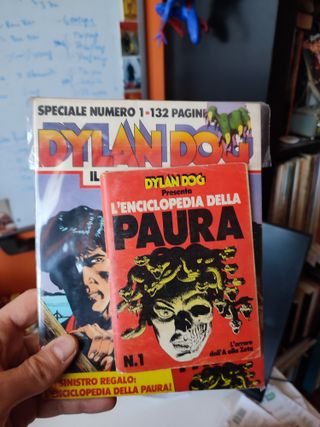 SPECIALE NUMERO 1-132 PAGINE
DYLAN DOG
IL
DYLAN DOG
Presenta
L'ENCICLOPEDIA DELLA
PAURA
L'orrore
dall'A alla Zeta
N.1
SINISTRO REGALO:
L'ENCICLOPEDIA DELLA PAURA!